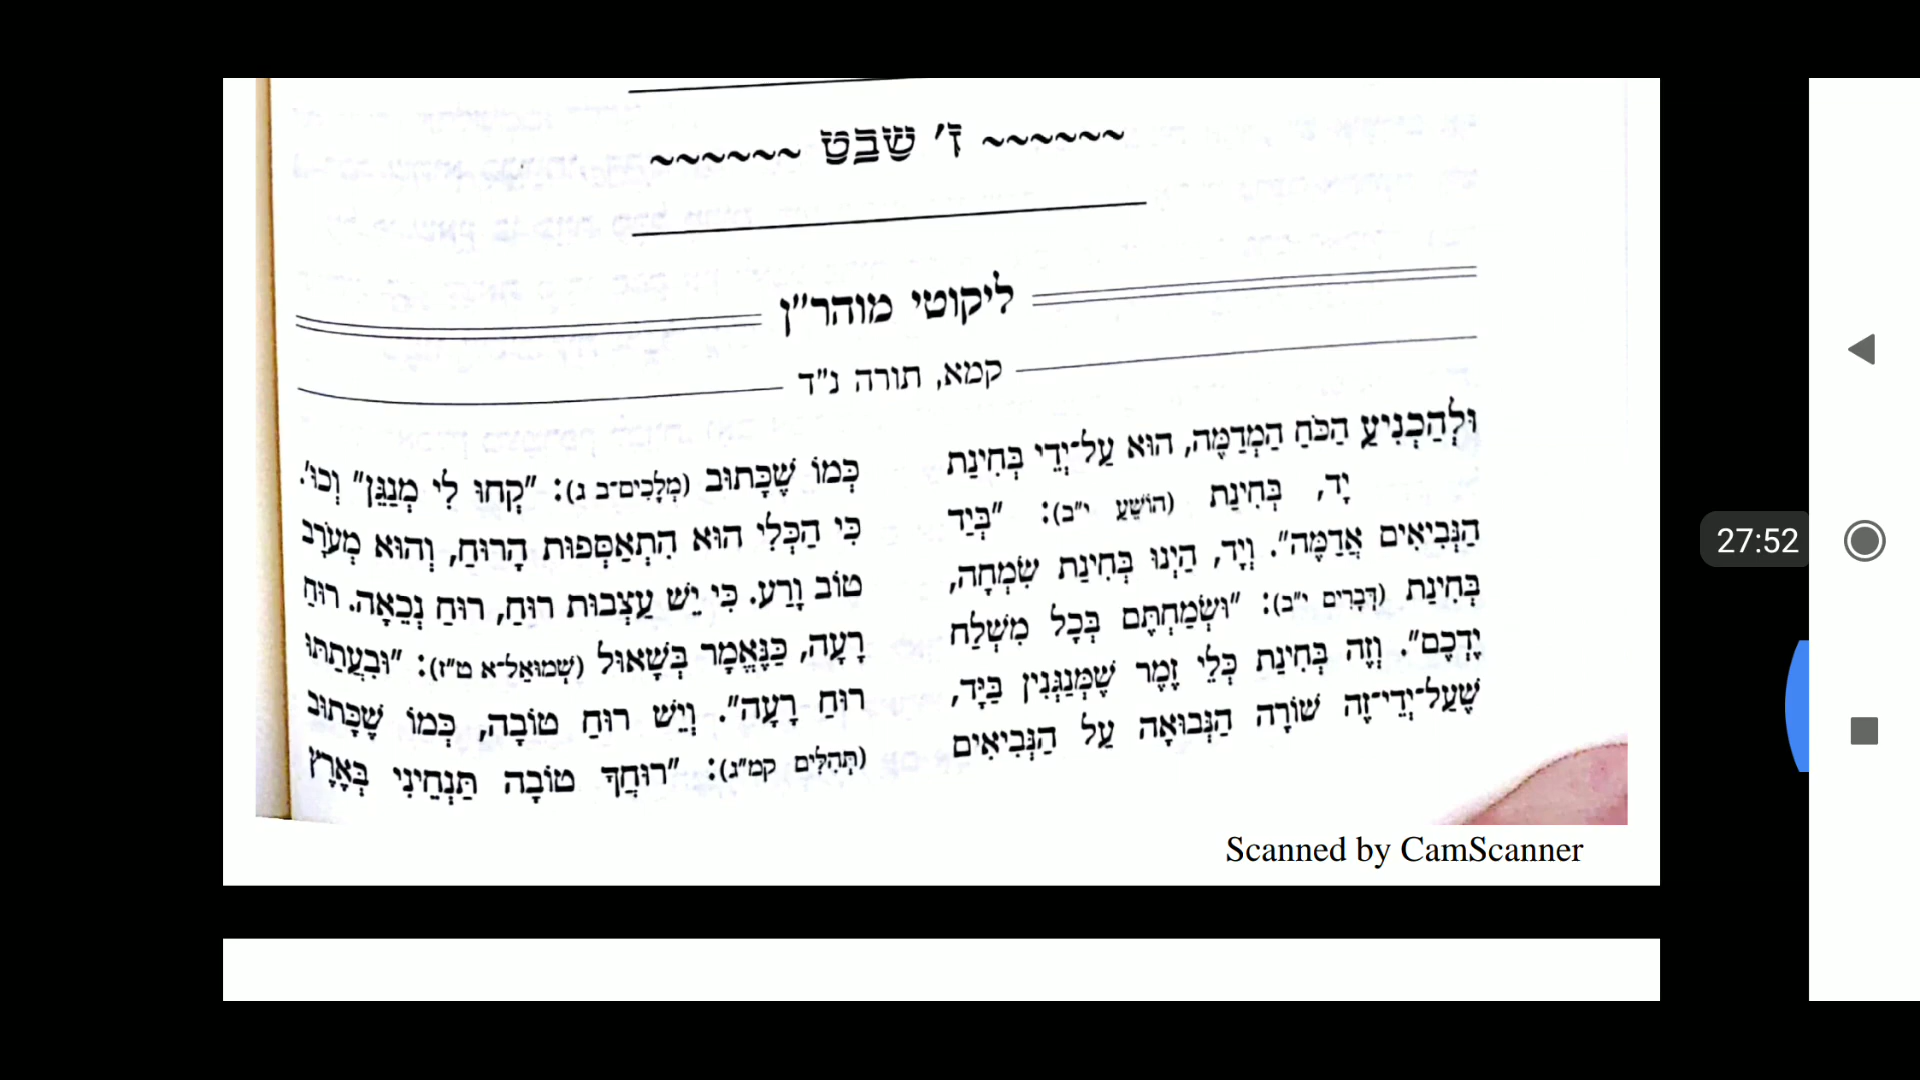 ~~~~~~ ז׳ שְׁבַט ~~~~~~
ליקוטי מוהר״ן
קמא, תורה נ״ד
וּלְהַכְנִיעַ הַכֹּחַ הַמְדַמֶּה, הוּא עַל־יְדֵי בְּחִינַת
יָד, בְּחִינַת (הוֹשֵׁעַ י״ב): ״בְּיַד
הַנְּבִיאִים אֲדַמֶּה״. וְיָד, הַיְנוּ בְּחִינַת שִׂמְחָה,
בְּחִינַת (דְּבָרִים י״ב): ״וּשְׂמַחְתֶּם בְּכָל מִשְׁלַח
יֶדְכֶם״. וְזֶה בְּחִינַת כְּלֵי זֶמֶר שֶׁמְּנַגְּנִין בַּיָּד,
שֶׁעַל־יְדֵי־זֶה שׁוֹרָה הַנְּבוּאָה עַל הַנְּבִיאִים
כְּמוֹ שֶׁכָּתוּב (מְלָכִים־ב ג): ״קְחוּ לִי מְנַגֵּן״ וְכוּ׳.
כִּי הַכְּלִי הוּא הִתְאַסְּפוּת הָרוּחַ, וְהוּא מְעֹרָב
טוֹב וָרַע. כִּי יֵשׁ עַצְבוּת רוּחַ, רוּחַ נְכֵאָה. רוּחַ
רָעָה, כַּנֶּאֱמָר בְּשָׁאוּל (שְׁמוּאֵל־א ט״ז): ״וּבִעֲתַתּוּ
רוּחַ רָעָה״. וְיֵשׁ רוּחַ טוֹבָה, כְּמוֹ שֶׁכָּתוּב
(תְּהִלִּים קמ״ג): ״רוּחֲךָ טוֹבָה תַּנְחֵינִי בְּאֶרֶץ
Scanned by CamScanner
27:52